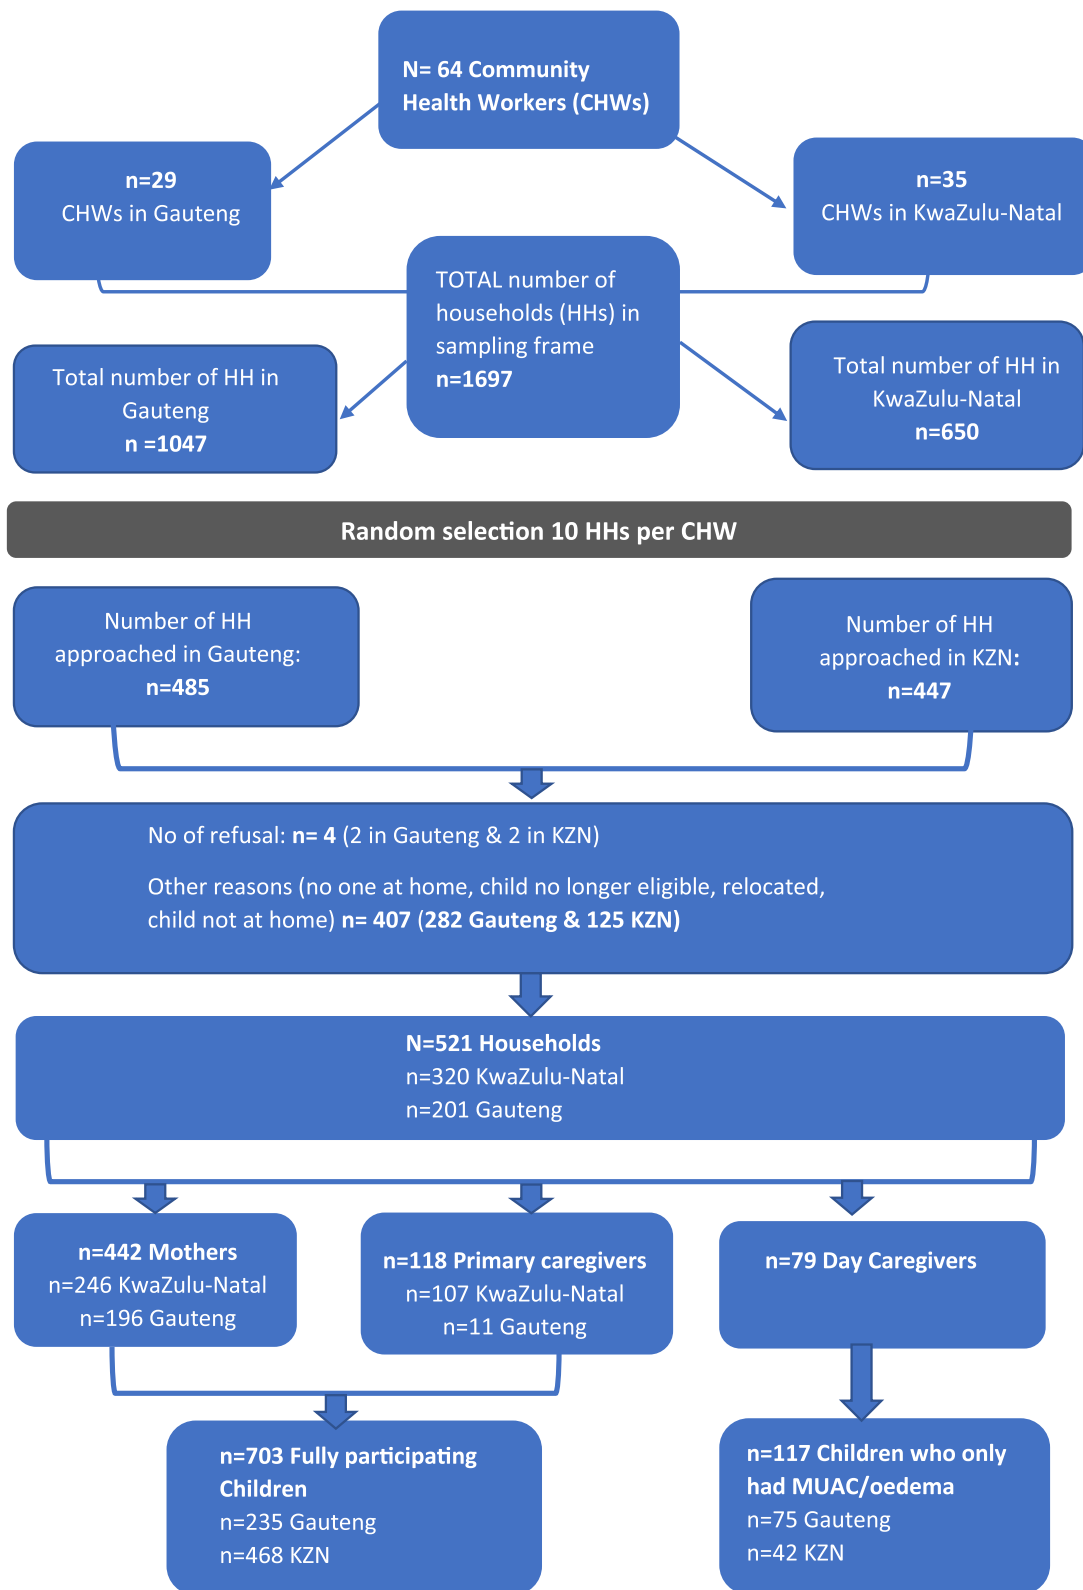 N= 64 Community
Health Workers (CHWs)
n=29
CHWs in Gauteng
n=35
CHWs in KwaZulu-Natal
TOTAL number of
households (HHs) in
sampling frame
n=1697
Total number of HH in
Gauteng
n =1047
Total number of HH in
KwaZulu-Natal
n=650
Random selection 10 HHs per CHW
Number of HH
approached in Gauteng:
n=485
Number of HH
approached in KZN:
n=447
No of refusal: n= 4 (2 in Gauteng & 2 in KZN)
Other reasons (no one at home, child no longer eligible, relocated,
child not at home) n= 407 (282 Gauteng & 125 KZN)
N=521 Households
n=320 KwaZulu-Natal
n=201 Gauteng
n=442 Mothers
n=246 KwaZulu-Natal
n=196 Gauteng
n=118 Primary caregivers
n=107 KwaZulu-Natal
n=11 Gauteng
n=79 Day Caregivers
n=703 Fully participating
Children
n=235 Gauteng
n=468 KZN
n=117 Children who only
had MUAC/oedema
n=75 Gauteng
n=42 KZN